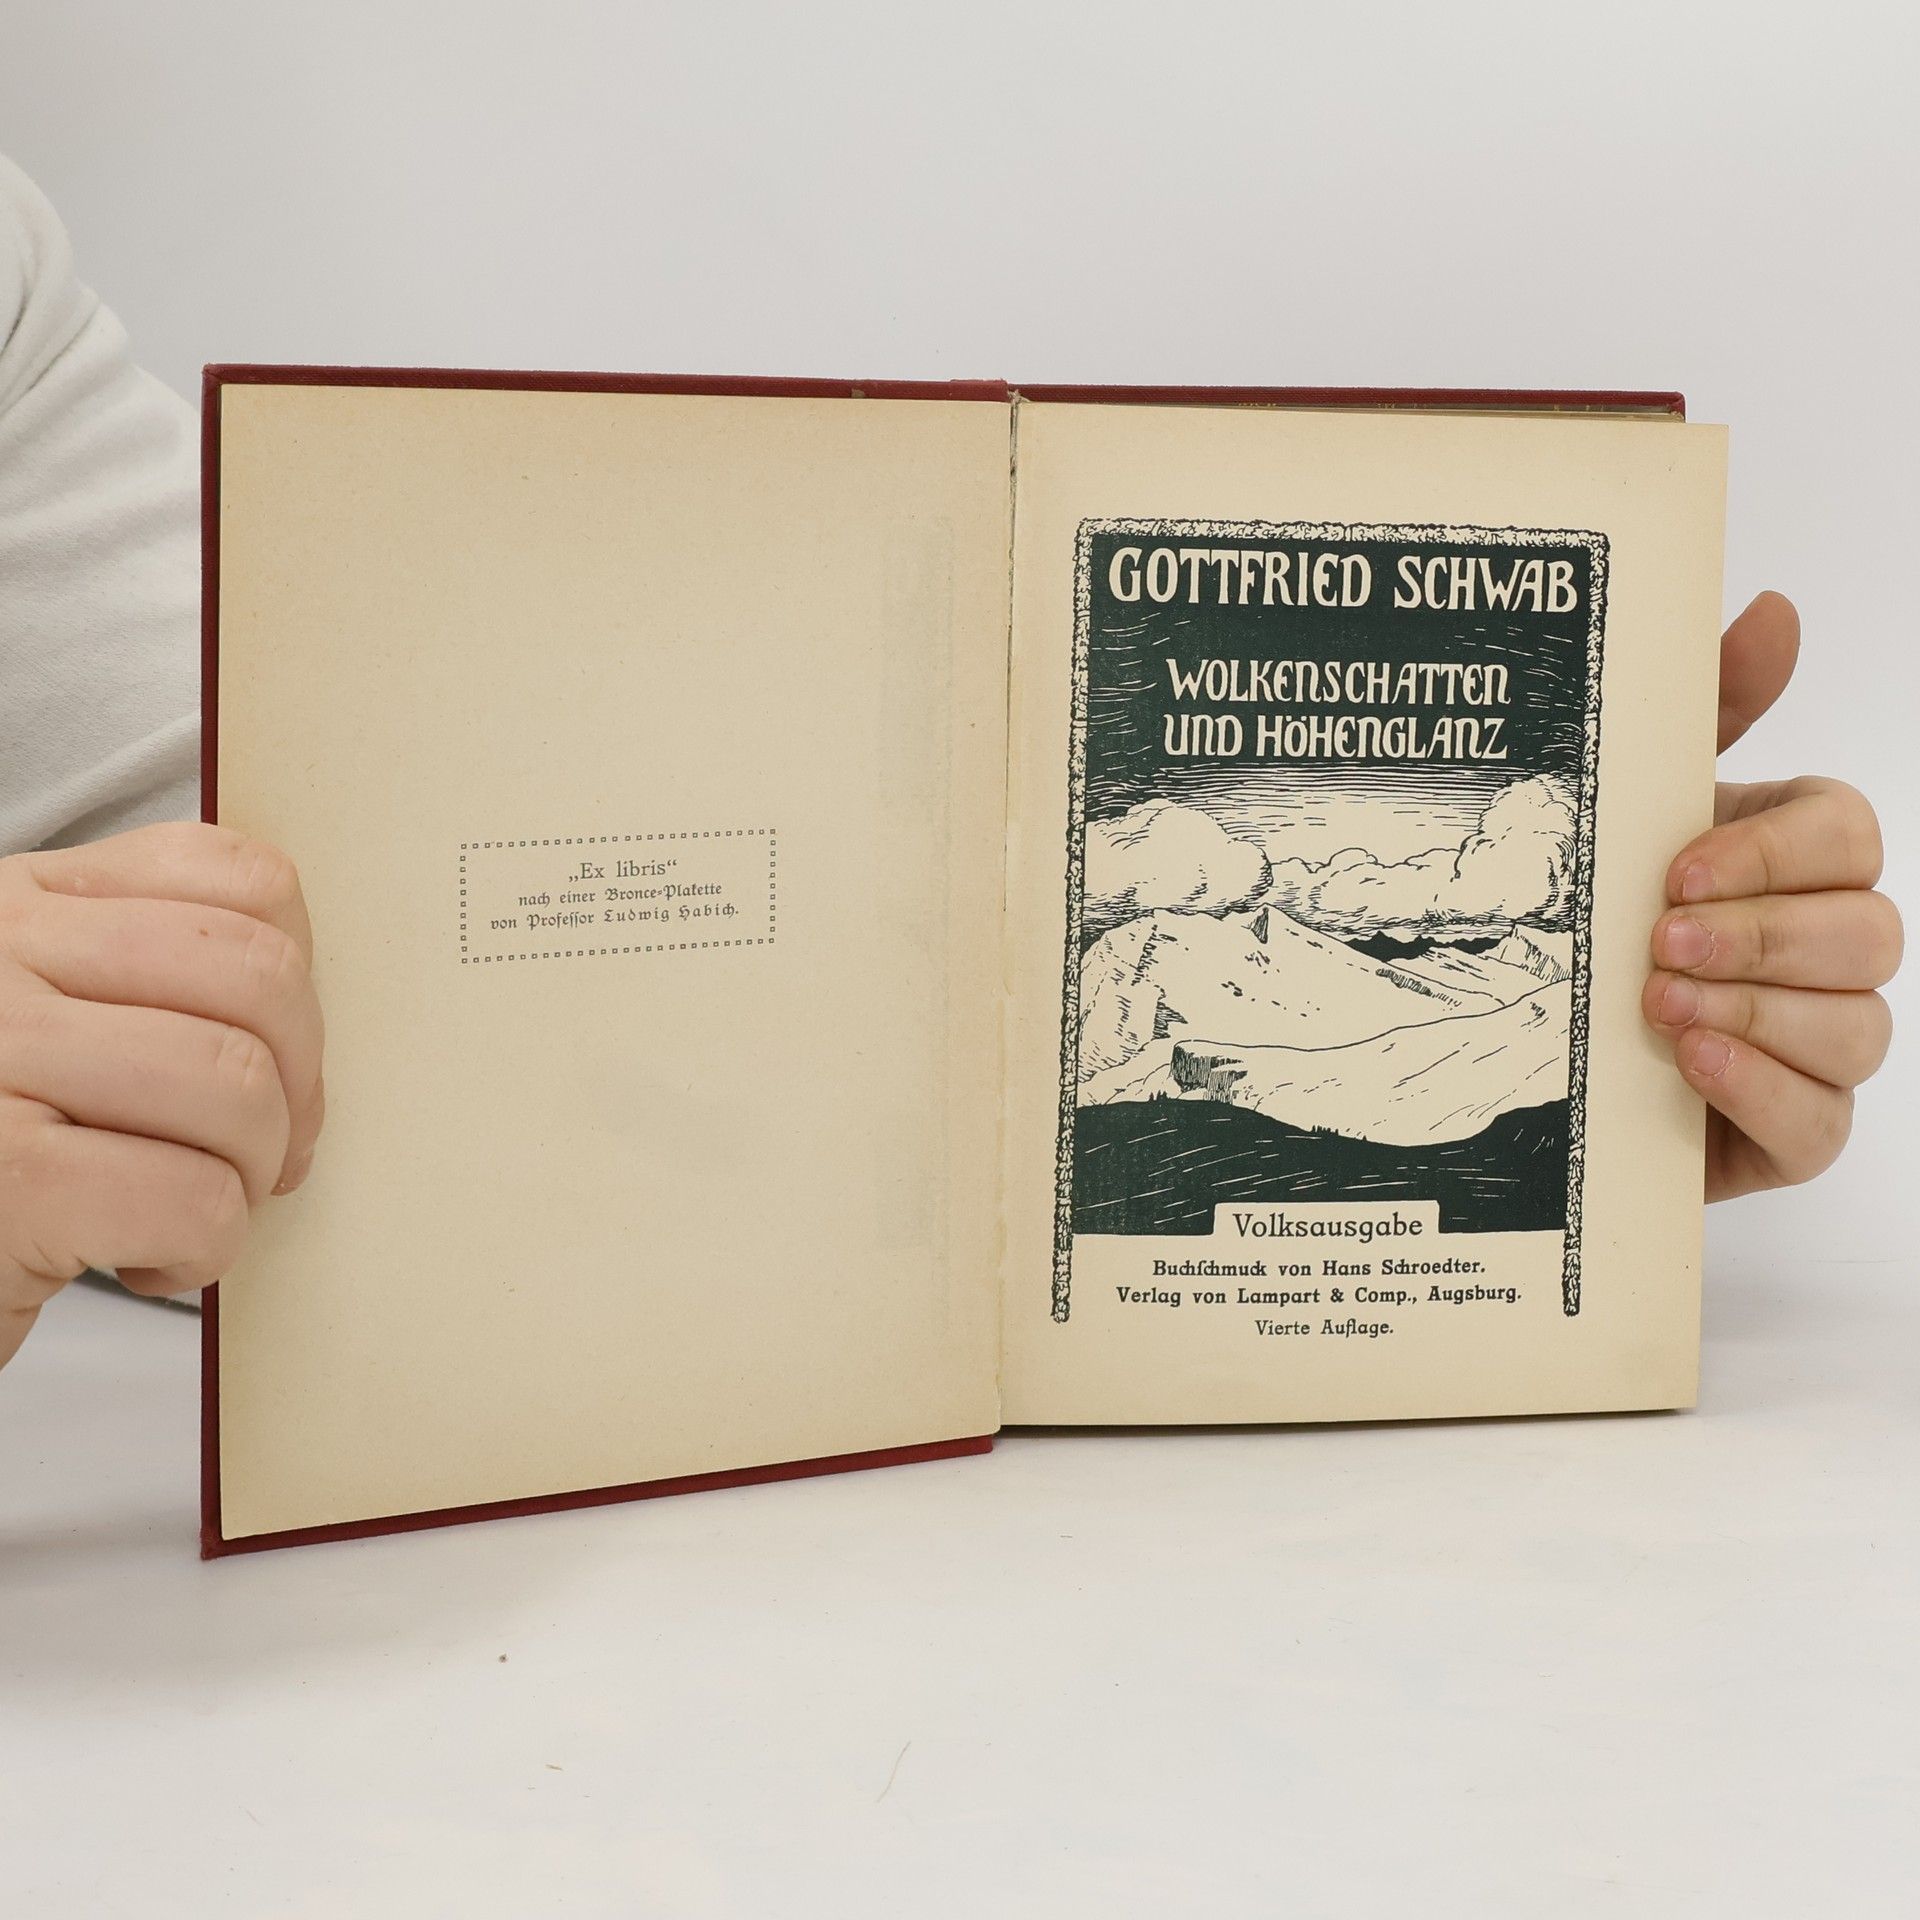 „Ex libris“
nach einer Bronce-Plakette
von Professor Ludwig Habich.
GOTTFRIED SCHWAB
WOLKENSCHATTEN
UND HÖHENGLANZ
Volksausgabe
Buchſchmuck von Hans Schroedter.
Verlag von Lampart & Comp., Augsburg.
Vierte Auflage.